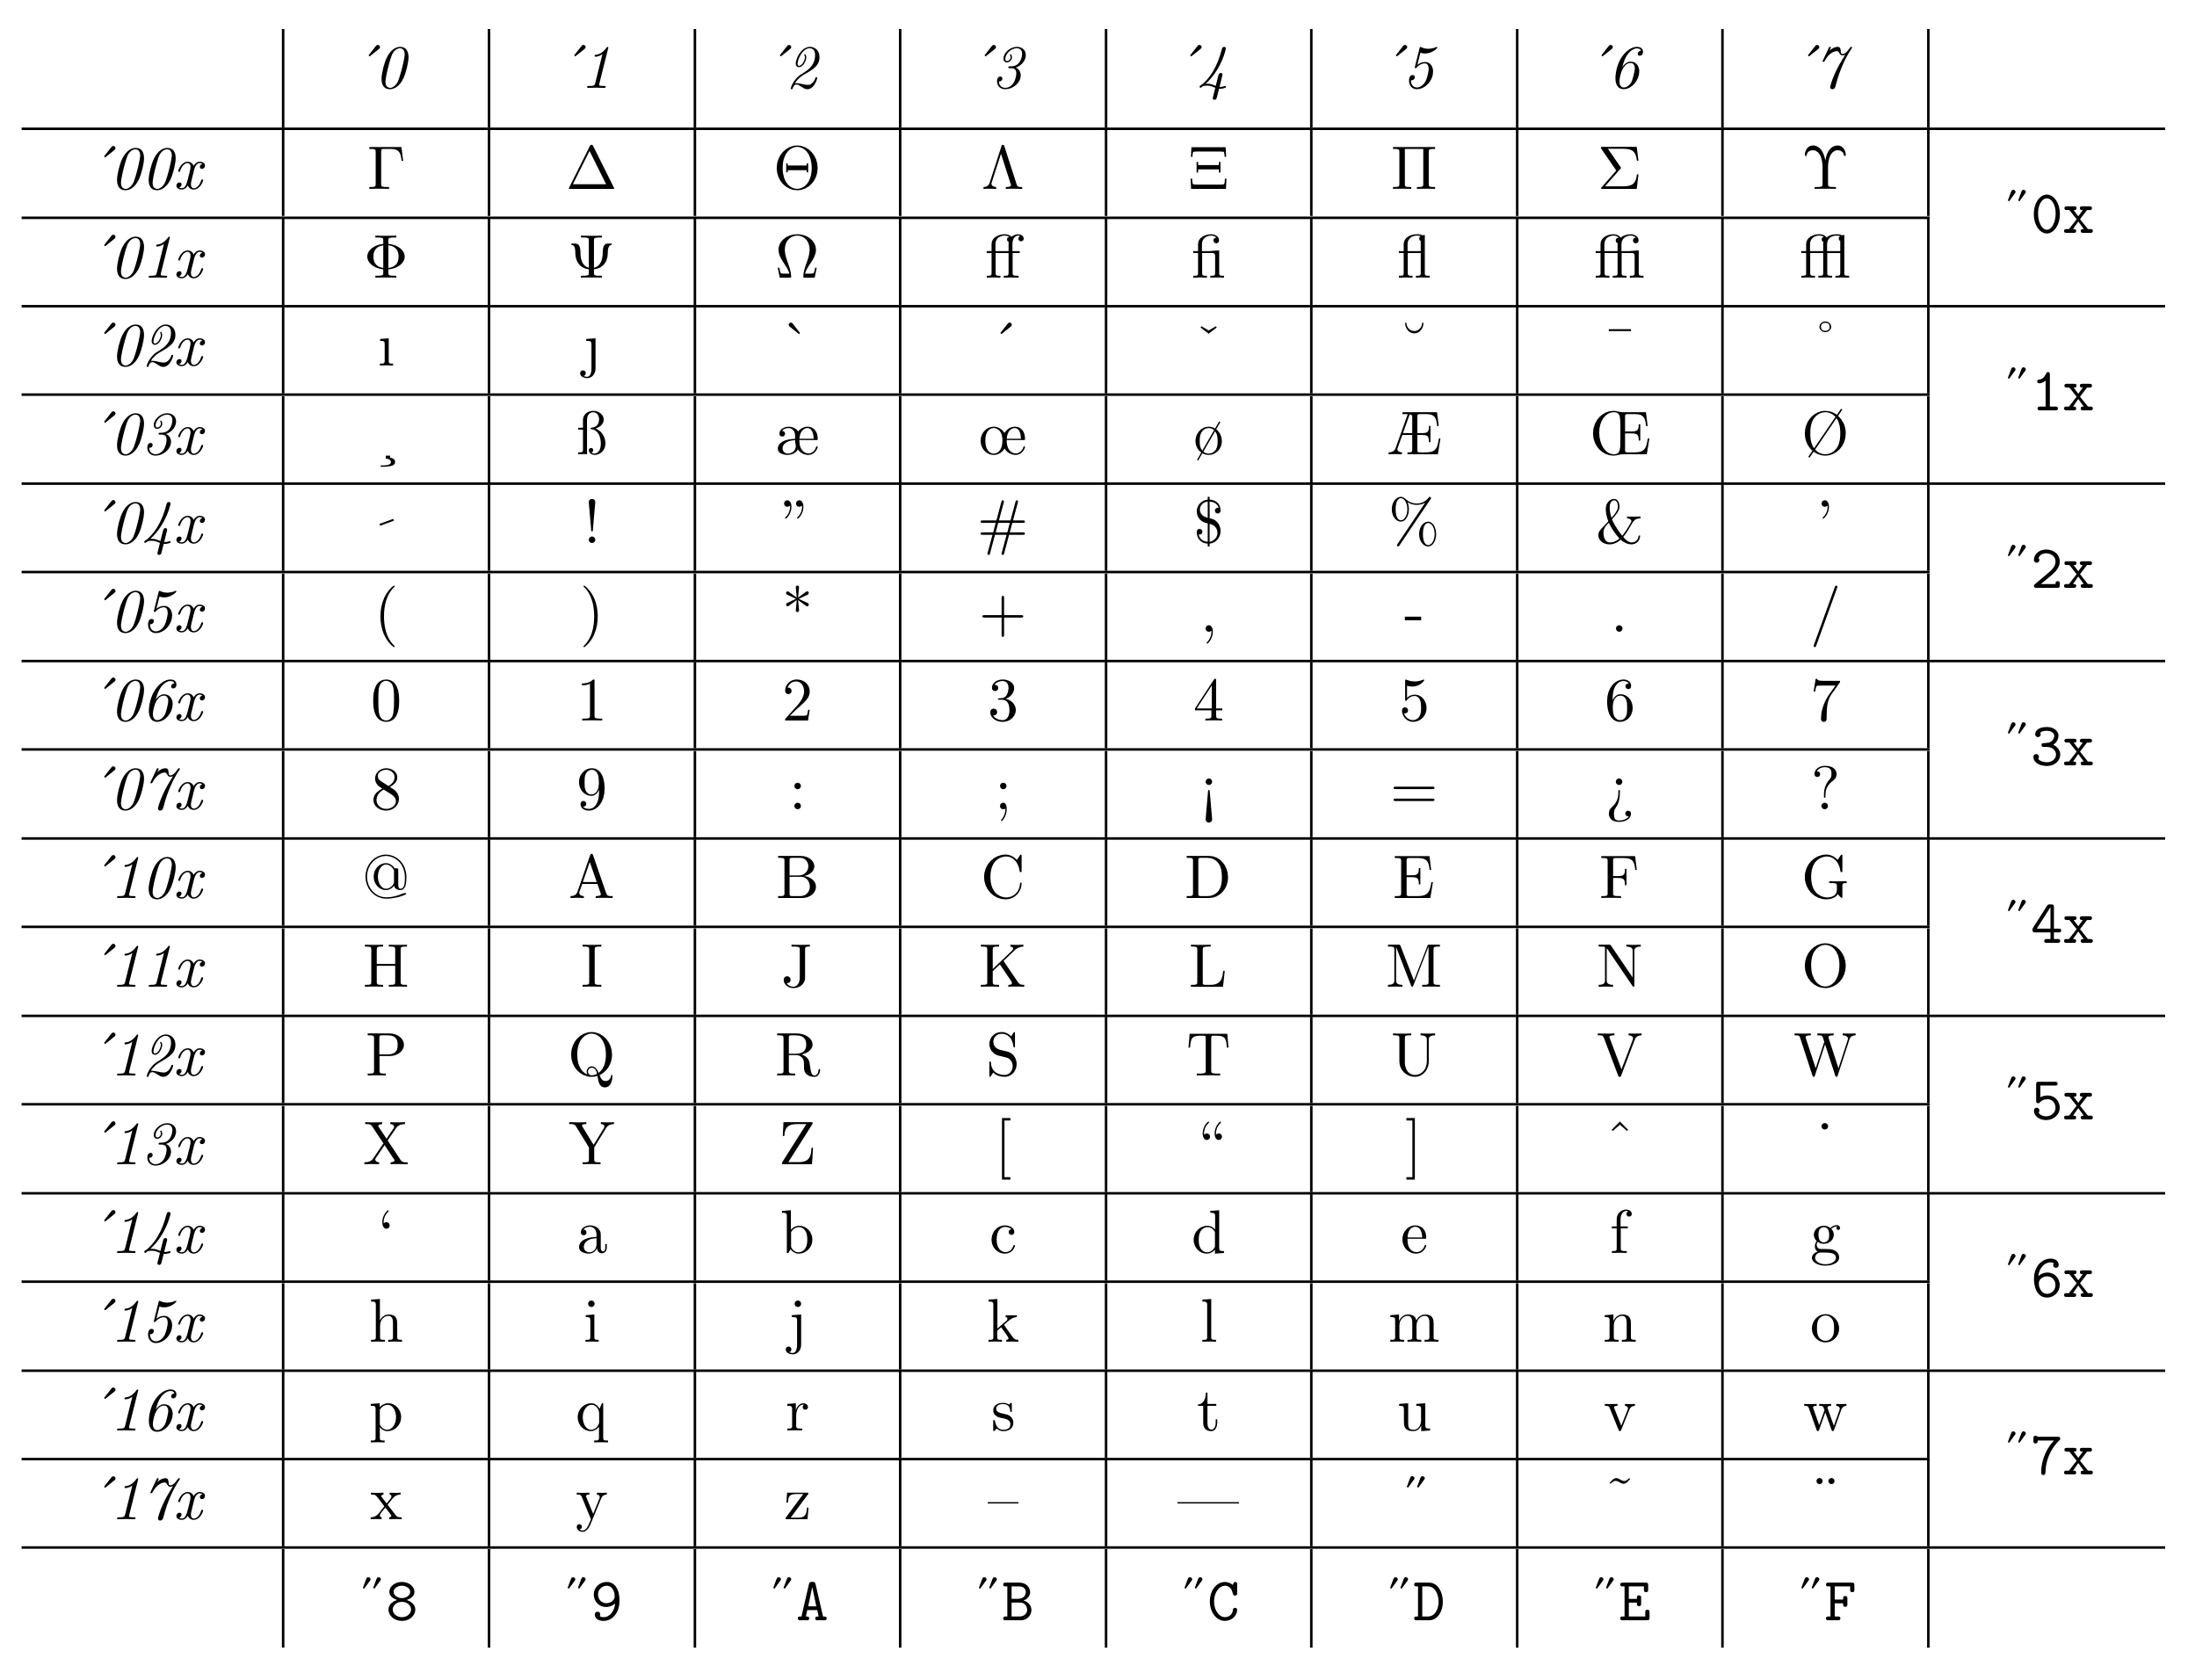 ´0 ´1 ´2 ´3 ´4 ´5 ´6 ´7
´00x Γ Δ Θ Λ Ξ Π Σ ϒ ˝0x
´01x Φ Ψ Ω ff fi fl ffi ffl
´02x ı ȷ ` ´ ˇ ˘ ¯ ˚ ˝1x
´03x ¸ ß æ œ ø Æ Œ Ø
´04x - ! ” # $ % & ’ ˝2x
´05x ( ) * + , - . /
´06x 0 1 2 3 4 5 6 7 ˝3x
´07x 8 9 : ; ¡ = ¿ ?
´10x @ A B C D E F G ˝4x
´11x H I J K L M N O
´12x P Q R S T U V W ˝5x
´13x X Y Z [ “ ] ˆ ˙
´14x ‘ a b c d e f g ˝6x
´15x h i j k l m n o
´16x p q r s t u v w ˝7x
´17x x y z – — ˝ ˜ ¨
˝8 ˝9 ˝A ˝B ˝C ˝D ˝E ˝F